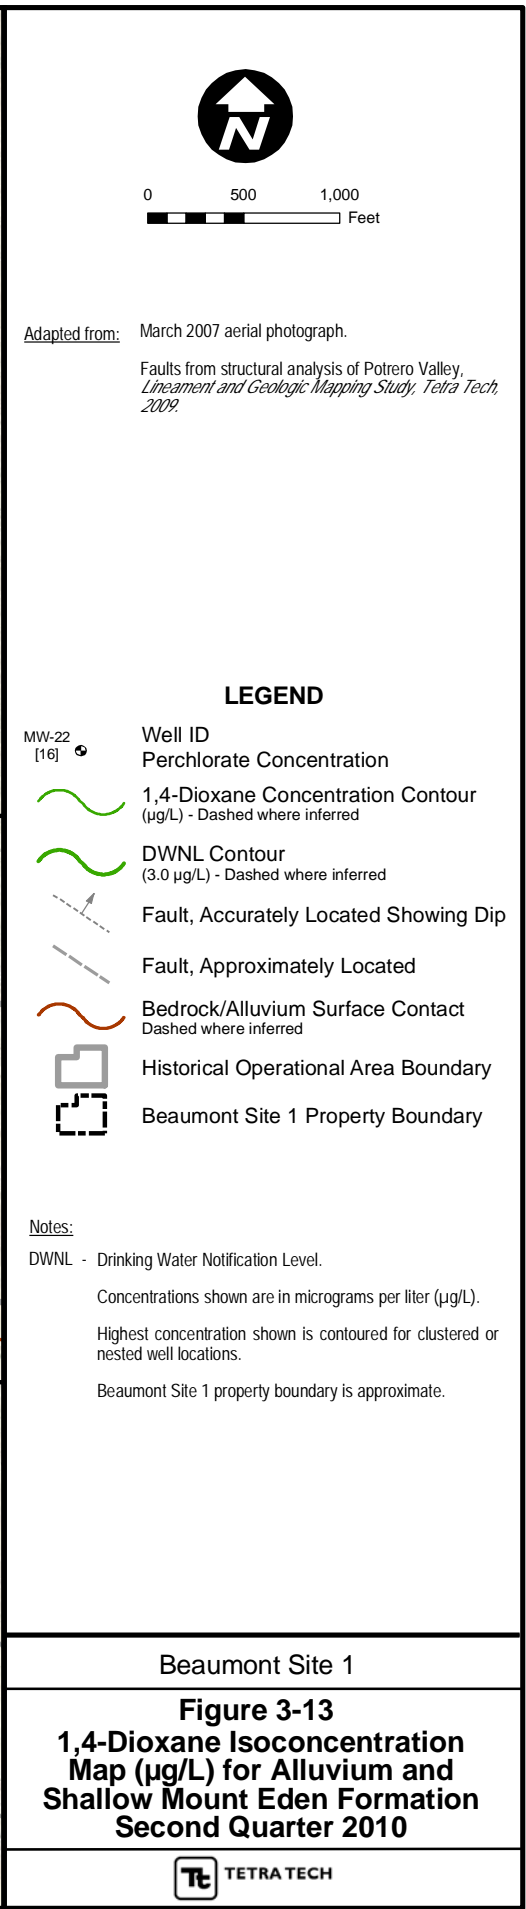 N
0 500 1,000
Feet
Adapted from: March 2007 aerial photograph.
Faults from structural analysis of Potrero Valley,
Lineament and Geologic Mapping Study, Tetra Tech,
2009.
LEGEND
MW-22
[16]
Well ID
Perchlorate Concentration
1,4-Dioxane Concentration Contour
(µg/L) - Dashed where inferred
DWNL Contour
(3.0 µg/L) - Dashed where inferred
Fault, Accurately Located Showing Dip
Fault, Approximately Located
Bedrock/Alluvium Surface Contact
Dashed where inferred
Historical Operational Area Boundary
Beaumont Site 1 Property Boundary
Notes:
DWNL - Drinking Water Notification Level.
Concentrations shown are in micrograms per liter (µg/L).
Highest concentration shown is contoured for clustered or
nested well locations.
Beaumont Site 1 property boundary is approximate.
Beaumont Site 1
Figure 3-13
1,4-Dioxane Isoconcentration
Map (µg/L) for Alluvium and
Shallow Mount Eden Formation
Second Quarter 2010
Tt TETRA TECH